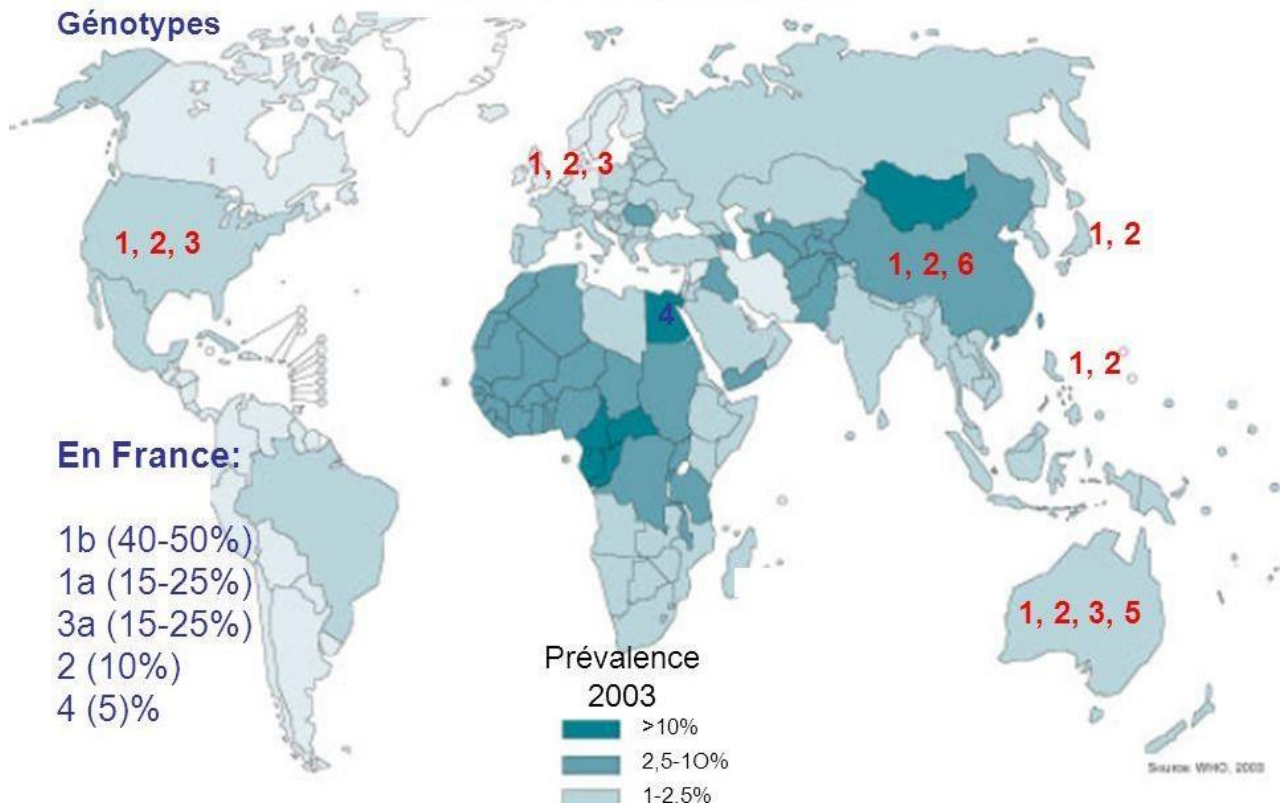 Génotypes
1, 2, 3
1, 2, 3
1, 2
1, 2, 6
4
1, 2
En France:
1b (40-50%)
1a (15-25%)
3a (15-25%)
2 (10%)
4 (5)%
1, 2, 3, 5
Prévalence
2003
>10%
2,5-1O%
1-2.5%
Source: WHO, 2003